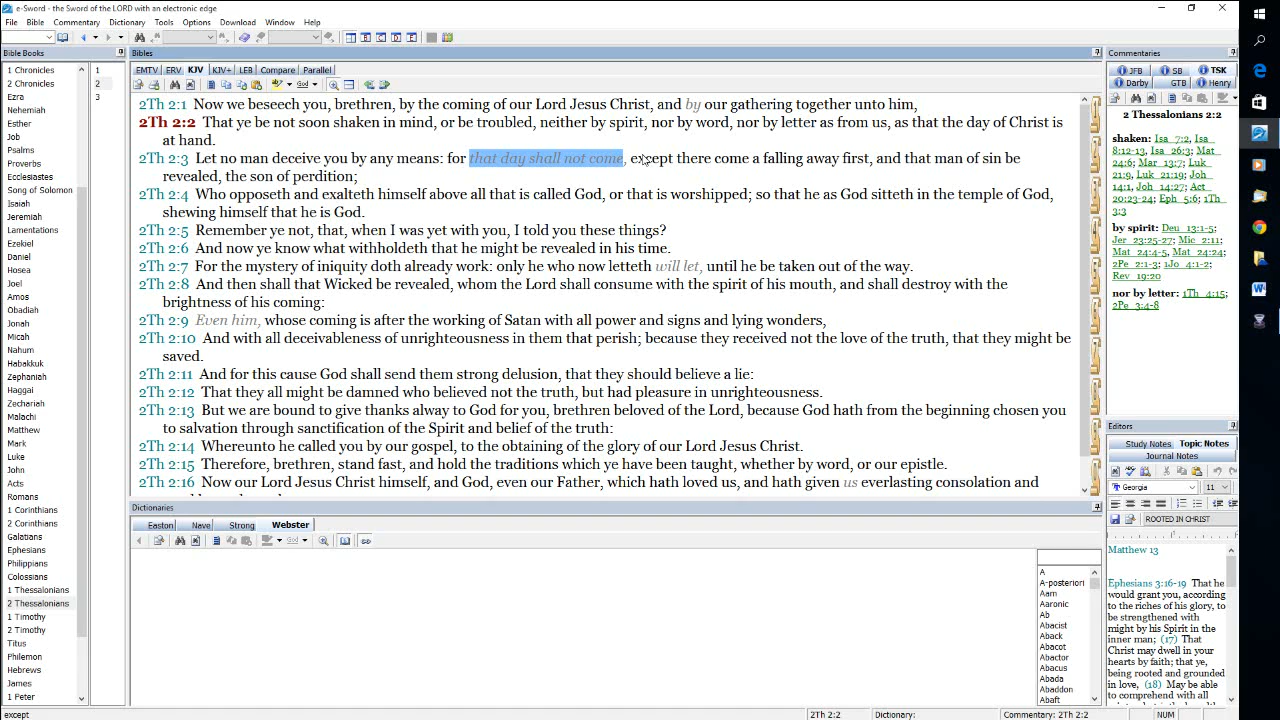 e-Sword - the Sword of the LORD with an electronic edge
File Bible Commentary Dictionary Tools Options Download Window Help
Bible Books
1 Chronicles
2 Chronicles
Ezra
Nehemiah
Esther
Job
Psalms
Proverbs
Ecclesiastes
Song of Solomon
Isaiah
Jeremiah
Lamentations
Ezekiel
Daniel
Hosea
Joel
Amos
Obadiah
Jonah
Micah
Nahum
Habakkuk
Zephaniah
Haggai
Zechariah
Malachi
Matthew
Mark
Luke
John
Acts
Romans
1 Corinthians
2 Corinthians
Galatians
Ephesians
Philippians
Colossians
1 Thessalonians
2 Thessalonians
1 Timothy
2 Timothy
Titus
Philemon
Hebrews
James
1 Peter
1
2
3
Bibles
EMTV ERV KJV KJV+ LEB Compare Parallel
2Th 2:1 Now we beseech you, brethren, by the coming of our Lord Jesus Christ, and by our gathering together unto him,
2Th 2:2 That ye be not soon shaken in mind, or be troubled, neither by spirit, nor by word, nor by letter as from us, as that the day of Christ is
at hand.
2Th 2:3 Let no man deceive you by any means: for that day shall not come, except there come a falling away first, and that man of sin be
revealed, the son of perdition;
2Th 2:4 Who opposeth and exalteth himself above all that is called God, or that is worshipped; so that he as God sitteth in the temple of God,
shewing himself that he is God.
2Th 2:5 Remember ye not, that, when I was yet with you, I told you these things?
2Th 2:6 And now ye know what withholdeth that he might be revealed in his time.
2Th 2:7 For the mystery of iniquity doth already work: only he who now letteth will let, until he be taken out of the way.
2Th 2:8 And then shall that Wicked be revealed, whom the Lord shall consume with the spirit of his mouth, and shall destroy with the
brightness of his coming:
2Th 2:9 Even him, whose coming is after the working of Satan with all power and signs and lying wonders,
2Th 2:10 And with all deceivableness of unrighteousness in them that perish; because they received not the love of the truth, that they might be
saved.
2Th 2:11 And for this cause God shall send them strong delusion, that they should believe a lie:
2Th 2:12 That they all might be damned who believed not the truth, but had pleasure in unrighteousness.
2Th 2:13 But we are bound to give thanks alway to God for you, brethren beloved of the Lord, because God hath from the beginning chosen you
to salvation through sanctification of the Spirit and belief of the truth:
2Th 2:14 Whereunto he called you by our gospel, to the obtaining of the glory of our Lord Jesus Christ.
2Th 2:15 Therefore, brethren, stand fast, and hold the traditions which ye have been taught, whether by word, or our epistle.
2Th 2:16 Now our Lord Jesus Christ himself, and God, even our Father, which hath loved us, and hath given us everlasting consolation and
Dictionaries
Easton Nave Strong Webster
A
A-posteriori
Aam
Aaronic
Ab
Abacist
Aback
Abacot
Abactor
Abacus
Abada
Abaddon
Abaft
Commentaries
JFB SB TSK
Darby GTB Henry
2 Thessalonians 2:2
shaken: Isa 7:2, Isa
8:12-13, Isa 26:3; Mat
24:6; Mar 13:7; Luk
21:9, Luk 21:19; Joh
14:1, Joh 14:27; Act
20:23-24; Eph 5:6; 1Th
3:3
by spirit: Deu 13:1-5;
Jer 23:25-27; Mic 2:11;
Mat 24:4-5, Mat 24:24;
2Pe 2:1-3; 1Jo 4:1-2;
Rev 19:20
nor by letter: 1Th 4:15;
2Pe 3:4-8
Editors
Study Notes Topic Notes
Journal Notes
Georgia 11
ROOTED IN CHRIST
Matthew 13
Ephesians 3:16-19 That he
would grant you, according
to the riches of his glory, to
be strengthened with
might by his Spirit in the
inner man; (17) That
Christ may dwell in your
hearts by faith; that ye,
being rooted and grounded
in love, (18) May be able
to comprehend with all
except
2Th 2:2 Dictionary: Commentary: 2Th 2:2 NUM